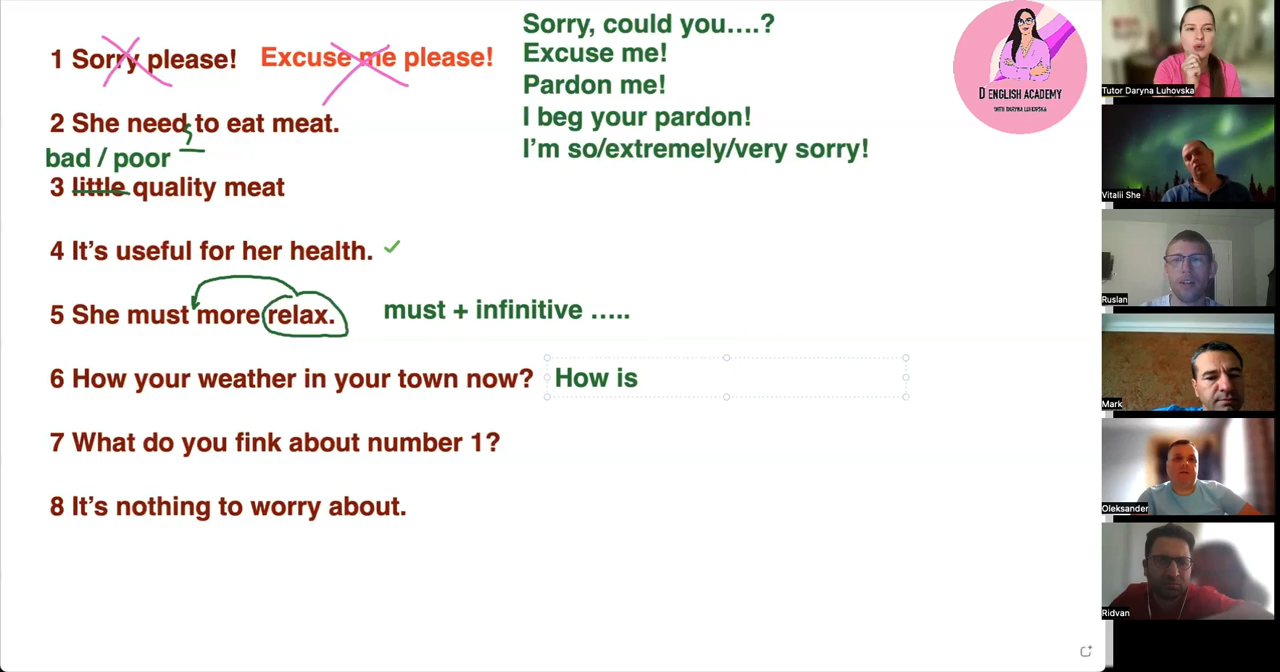 Sorry, could you….?
1 Sorry please! Excuse me please!
Excuse me!
Pardon me!
I beg your pardon!
I'm so/extremely/very sorry!
2 She need to eat meat.
s
bad / poor
3 little quality meat
4 It's useful for her health.
5 She must more relax.
must + infinitive …..
6 How your weather in your town now?
How is
7 What do you fink about number 1?
8 It's nothing to worry about.
D ENGLISH ACADEMY
WITH DARYNA LUHOVSKA
Tutor Daryna Luhovska
Vitalii She
Ruslan
Mark
Oleksander
Ridvan